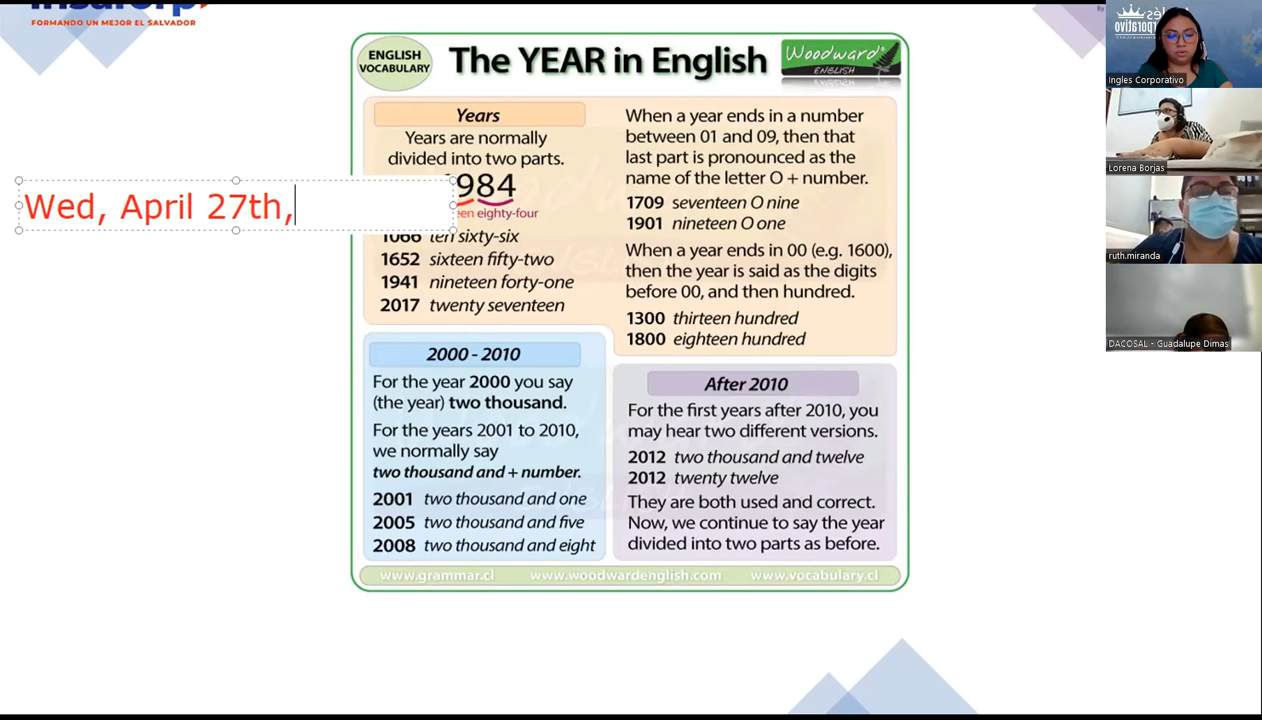 FORMANDO UN MEJOR EL SALVADOR
ENGLISH
VOCABULARY
The YEAR in English
Woodward
ENGLISH
Years
Years are normally
divided into two parts.
1984
eighty-four
1066 ten sixty-six
1652 sixteen fifty-two
1941 nineteen forty-one
2017 twenty seventeen
When a year ends in a number
between 01 and 09, then that
last part is pronounced as the
name of the letter O + number.
1709 seventeen O nine
1901 nineteen O one
When a year ends in 00 (e.g. 1600),
then the year is said as the digits
before 00, and then hundred.
1300 thirteen hundred
1800 eighteen hundred
2000 - 2010
For the year 2000 you say
(the year) two thousand.
For the years 2001 to 2010,
we normally say
two thousand and + number.
2001 two thousand and one
2005 two thousand and five
2008 two thousand and eight
After 2010
For the first years after 2010, you
may hear two different versions.
2012 two thousand and twelve
2012 twenty twelve
They are both used and correct.
Now, we continue to say the year
divided into two parts as before.
www.grammar.cl www.woodwardenglish.com www.vocabulary.cl
Wed, April 27th,
By
Ingles Corporativo
Lorena Borjas
ruth.miranda
DACOSAL - Guadalupe Dimas